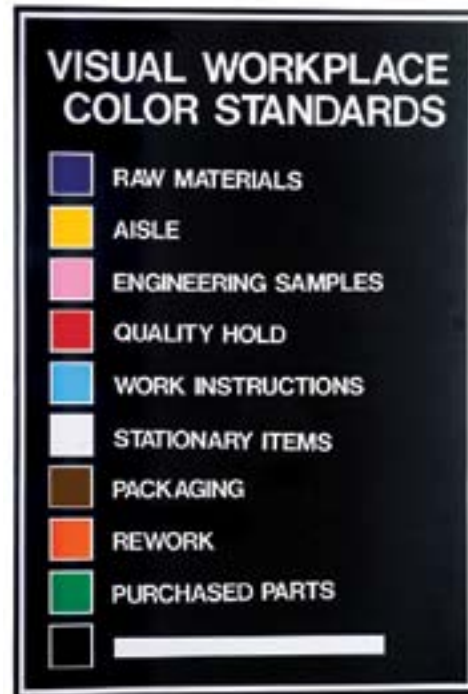 VISUAL WORKPLACE
COLOR STANDARDS
RAW MATERIALS
AISLE
ENGINEERING SAMPLES
QUALITY HOLD
WORK INSTRUCTIONS
STATIONARY ITEMS
PACKAGING
REWORK
PURCHASED PARTS